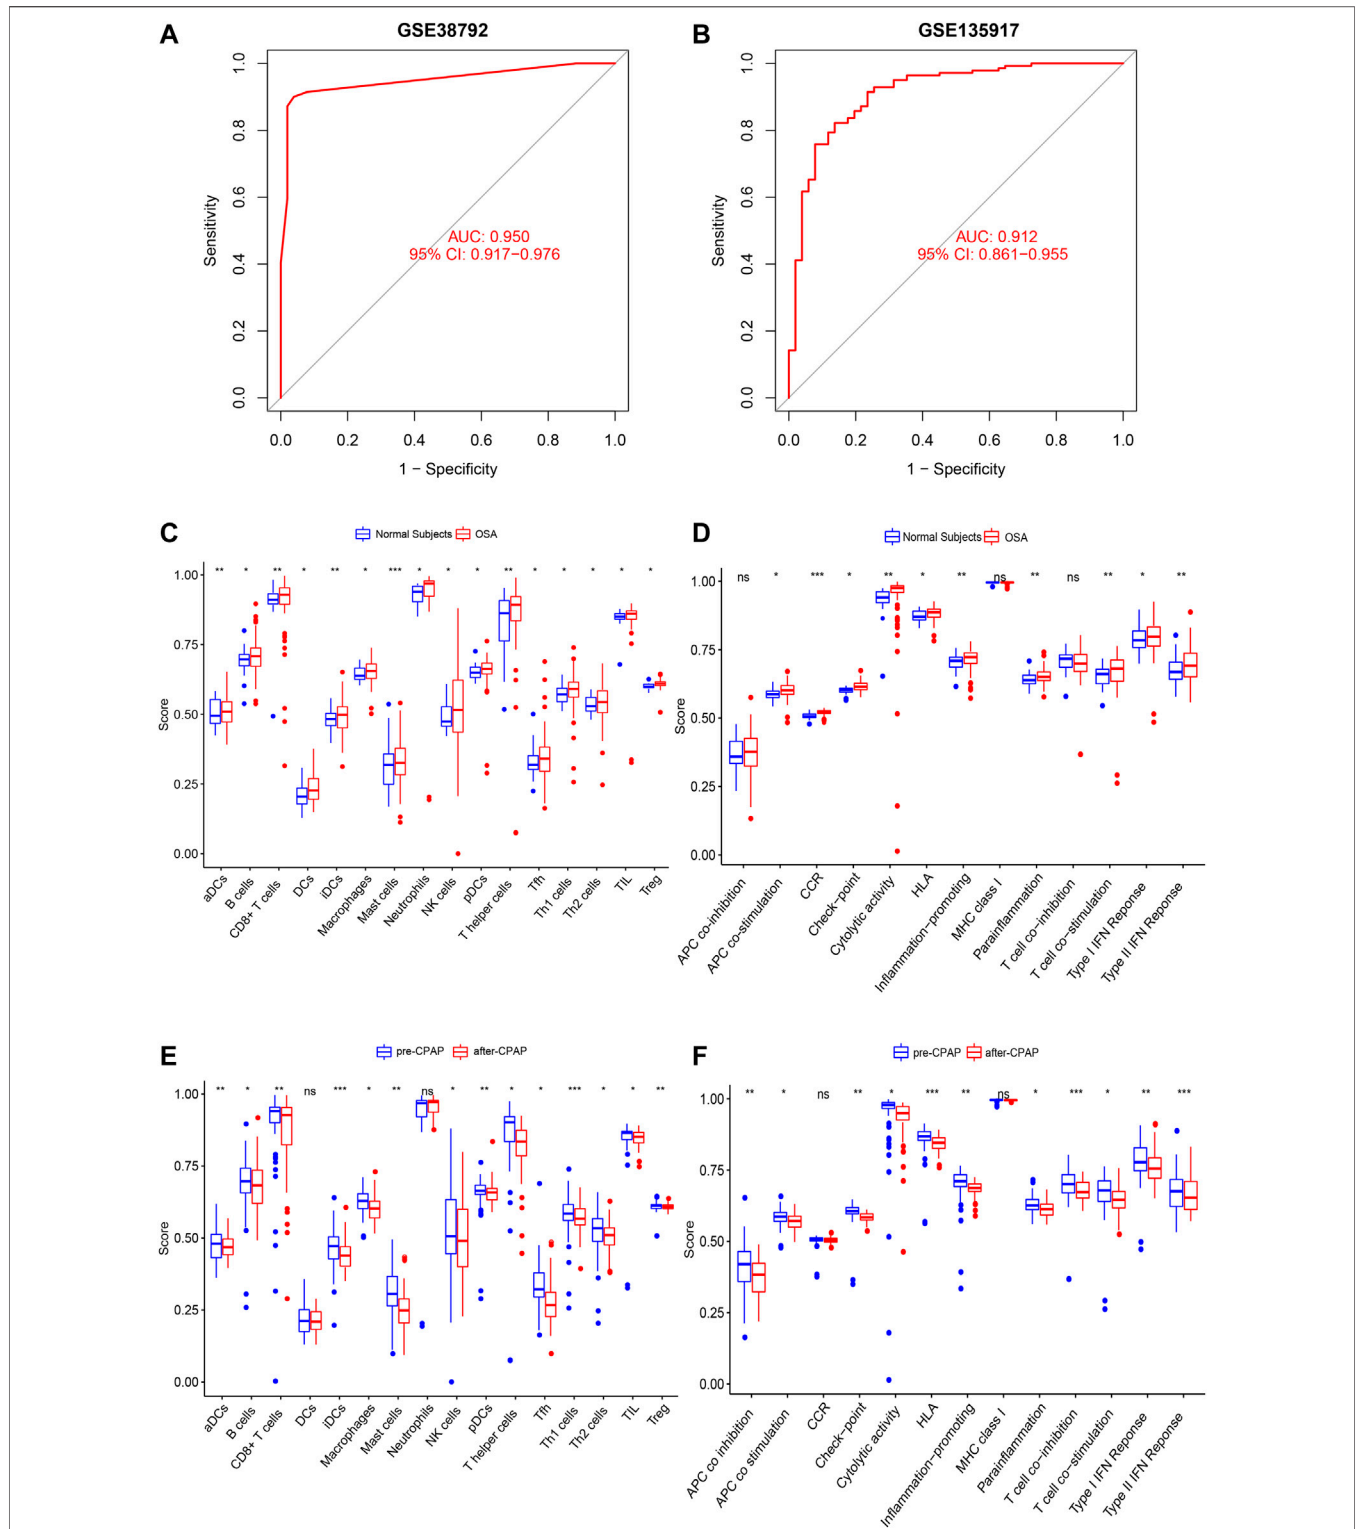 A
GSE38792
Sensitivity
1.0
0.8
0.6
0.4
0.2
0.0
AUC: 0.950
95% CI: 0.917−0.976
0.0 0.2 0.4 0.6 0.8 1.0
1 − Specificity
B
GSE135917
Sensitivity
1.0
0.8
0.6
0.4
0.2
0.0
AUC: 0.912
95% CI: 0.861−0.955
0.0 0.2 0.4 0.6 0.8 1.0
1 − Specificity
C
Normal Subjects OSA
** * ** * ** * *** * * * ** * * * * *
Score
1.00
0.75
0.50
0.25
0.00
aDCs
B cells
CD8+ T cells
DCs
iDCs
Macrophages
Mast cells
Neutrophils
NK cells
pDCs
T helper cells
Tfh
Th1 cells
Th2 cells
TIL
Treg
D
Normal Subjects OSA
ns * *** * ** * ** ns ** ns ** * **
Score
1.00
0.75
0.50
0.25
0.00
APC co−inhibition
APC co−stimulation
CCR
Check−point
Cytolytic activity
HLA
Inflammation−promoting
MHC class I
Parainflammation
T cell co−inhibition
T cell co−stimulation
Type I IFN Reponse
Type II IFN Reponse
E
pre−CPAP after−CPAP
** * ** ns *** * ** ns * ** * * *** * * **
Score
1.00
0.75
0.50
0.25
0.00
aDCs
B cells
CD8+ T cells
DCs
iDCs
Macrophages
Mast cells
Neutrophils
NK cells
pDCs
T helper cells
Tfh
Th1 cells
Th2 cells
TIL
Treg
F
pre−CPAP after−CPAP
** * ns ** * *** ** ns * *** * ** ***
Score
1.00
0.75
0.50
0.25
0.00
APC co inhibition
APC co stimulation
CCR
Check−point
Cytolytic activity
HLA
Inflammation−promoting
MHC class I
Parainflammation
T cell co−inhibition
T cell co−stimulation
Type I IFN Reponse
Type II IFN Reponse